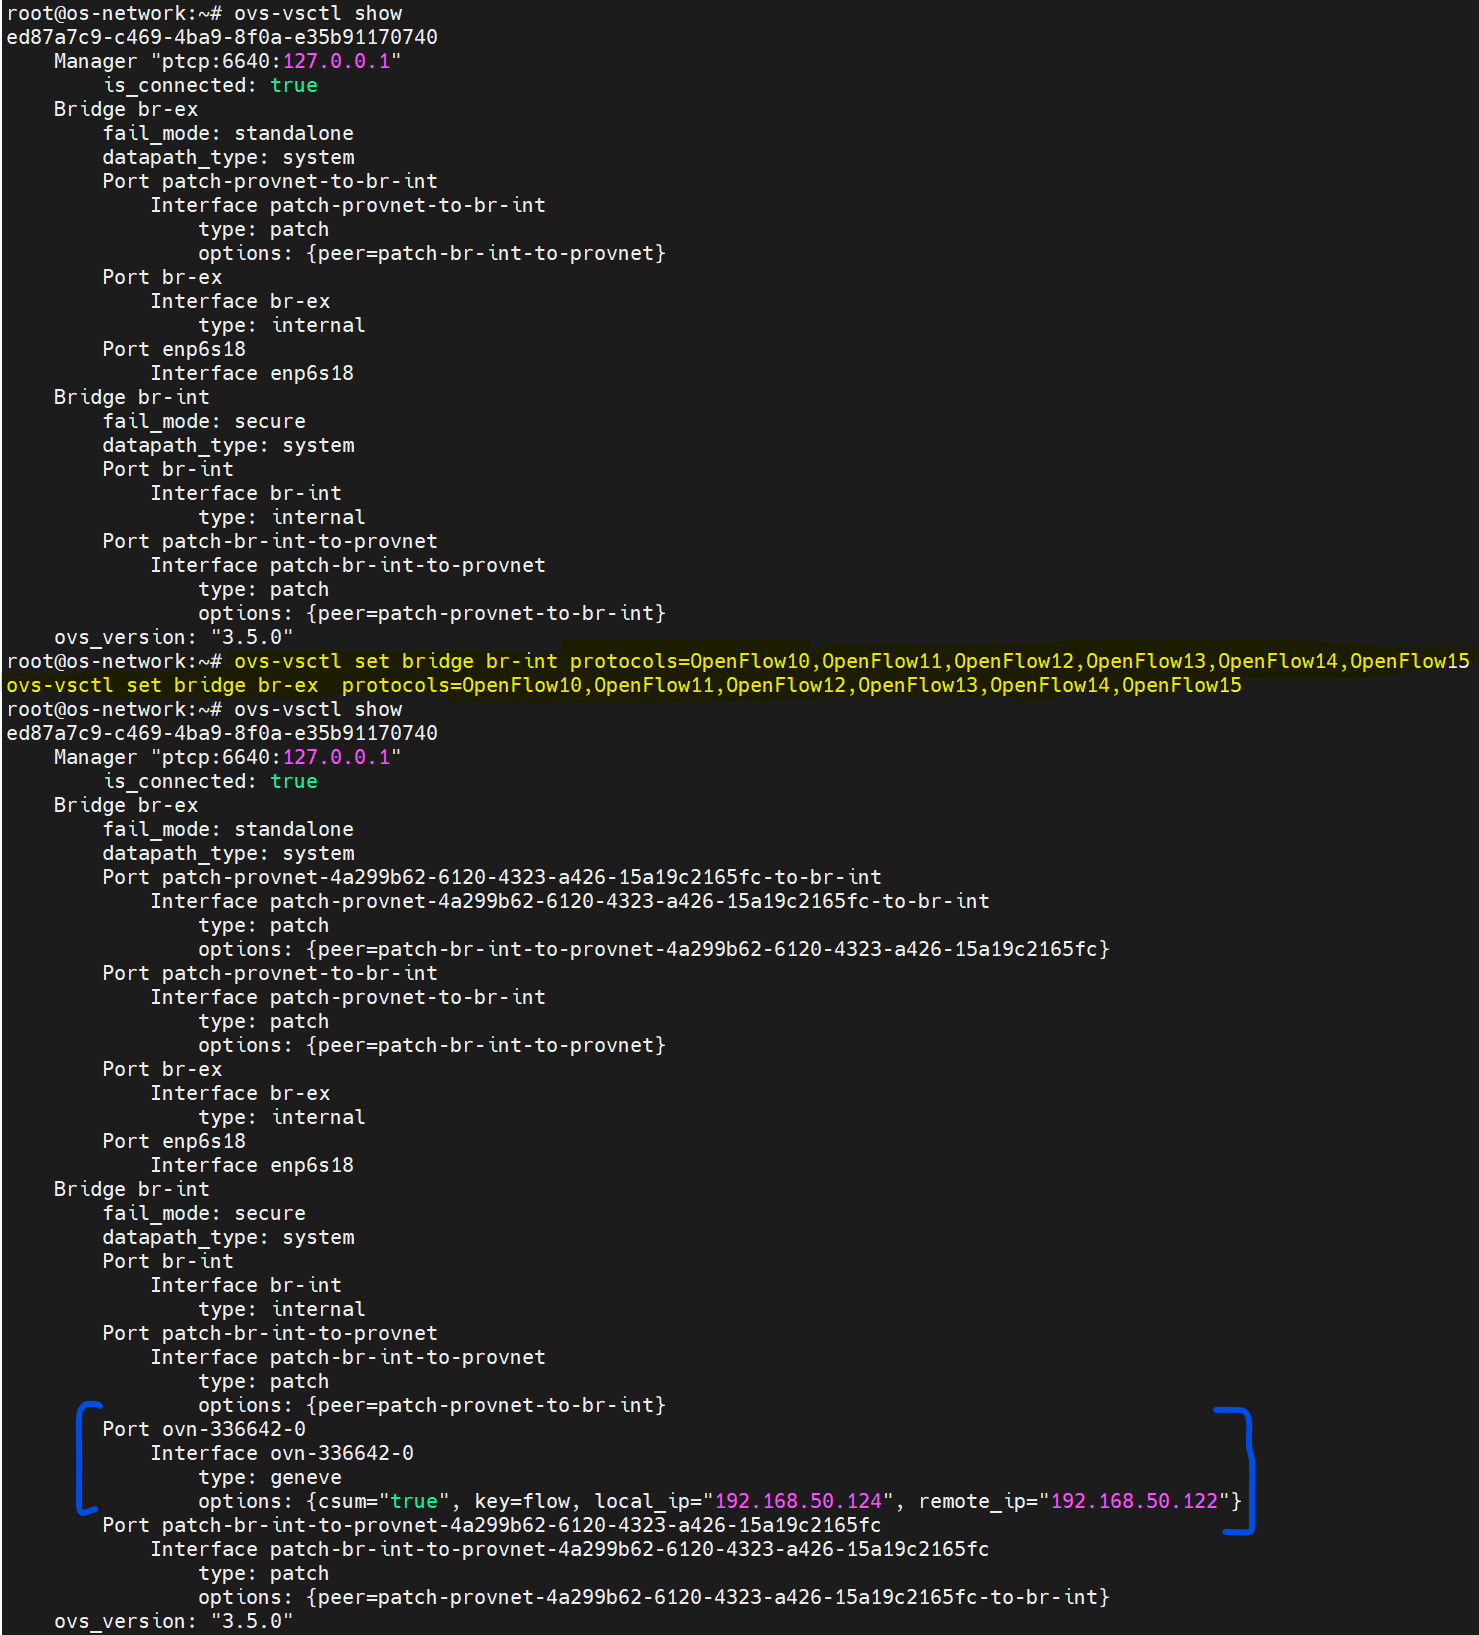 root@os-network:~# ovs-vsctl show
ed87a7c9-c469-4ba9-8f0a-e35b91170740
    Manager "ptcp:6640:127.0.0.1"
        is_connected: true
    Bridge br-ex
        fail_mode: standalone
        datapath_type: system
        Port patch-provnet-to-br-int
            Interface patch-provnet-to-br-int
                type: patch
                options: {peer=patch-br-int-to-provnet}
        Port br-ex
            Interface br-ex
                type: internal
        Port enp6s18
            Interface enp6s18
    Bridge br-int
        fail_mode: secure
        datapath_type: system
        Port br-int
            Interface br-int
                type: internal
        Port patch-br-int-to-provnet
            Interface patch-br-int-to-provnet
                type: patch
                options: {peer=patch-provnet-to-br-int}
    ovs_version: "3.5.0"
root@os-network:~# ovs-vsctl set bridge br-int protocols=OpenFlow10,OpenFlow11,OpenFlow12,OpenFlow13,OpenFlow14,OpenFlow15
ovs-vsctl set bridge br-ex  protocols=OpenFlow10,OpenFlow11,OpenFlow12,OpenFlow13,OpenFlow14,OpenFlow15
root@os-network:~# ovs-vsctl show
ed87a7c9-c469-4ba9-8f0a-e35b91170740
    Manager "ptcp:6640:127.0.0.1"
        is_connected: true
    Bridge br-ex
        fail_mode: standalone
        datapath_type: system
        Port patch-provnet-4a299b62-6120-4323-a426-15a19c2165fc-to-br-int
            Interface patch-provnet-4a299b62-6120-4323-a426-15a19c2165fc-to-br-int
                type: patch
                options: {peer=patch-br-int-to-provnet-4a299b62-6120-4323-a426-15a19c2165fc}
        Port patch-provnet-to-br-int
            Interface patch-provnet-to-br-int
                type: patch
                options: {peer=patch-br-int-to-provnet}
        Port br-ex
            Interface br-ex
                type: internal
        Port enp6s18
            Interface enp6s18
    Bridge br-int
        fail_mode: secure
        datapath_type: system
        Port br-int
            Interface br-int
                type: internal
        Port patch-br-int-to-provnet
            Interface patch-br-int-to-provnet
                type: patch
                options: {peer=patch-provnet-to-br-int}
        Port ovn-336642-0
            Interface ovn-336642-0
                type: geneve
                options: {csum="true", key=flow, local_ip="192.168.50.124", remote_ip="192.168.50.122"}
        Port patch-br-int-to-provnet-4a299b62-6120-4323-a426-15a19c2165fc
            Interface patch-br-int-to-provnet-4a299b62-6120-4323-a426-15a19c2165fc
                type: patch
                options: {peer=patch-provnet-4a299b62-6120-4323-a426-15a19c2165fc-to-br-int}
    ovs_version: "3.5.0"